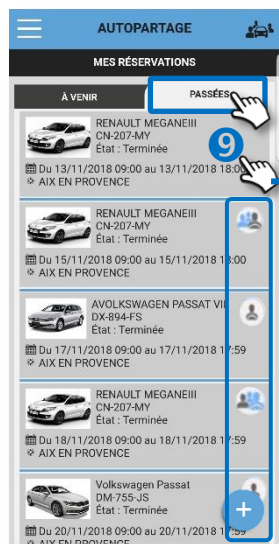 AUTOPARTAGE
MES RÉSERVATIONS
À VENIR
PASSÉES
9
RENAULT MEGANEIII
CN-207-MY
État : Terminée
Du 13/11/2018 09:00 au 13/11/2018 18:00
AIX EN PROVENCE
RENAULT MEGANEIII
CN-207-MY
État : Terminée
Du 15/11/2018 09:00 au 15/11/2018 18:00
AIX EN PROVENCE
AVOLKSWAGEN PASSAT VII
DX-894-FS
État : Terminée
Du 17/11/2018 09:00 au 17/11/2018 17:59
AIX EN PROVENCE
RENAULT MEGANEIII
CN-207-MY
État : Terminée
Du 18/11/2018 09:00 au 18/11/2018 17:59
AIX EN PROVENCE
Volkswagen Passat
DM-755-JS
État : Terminée
+
Du 20/11/2018 09:00 au 20/11/2018 17:59
AIX EN PROVENCE